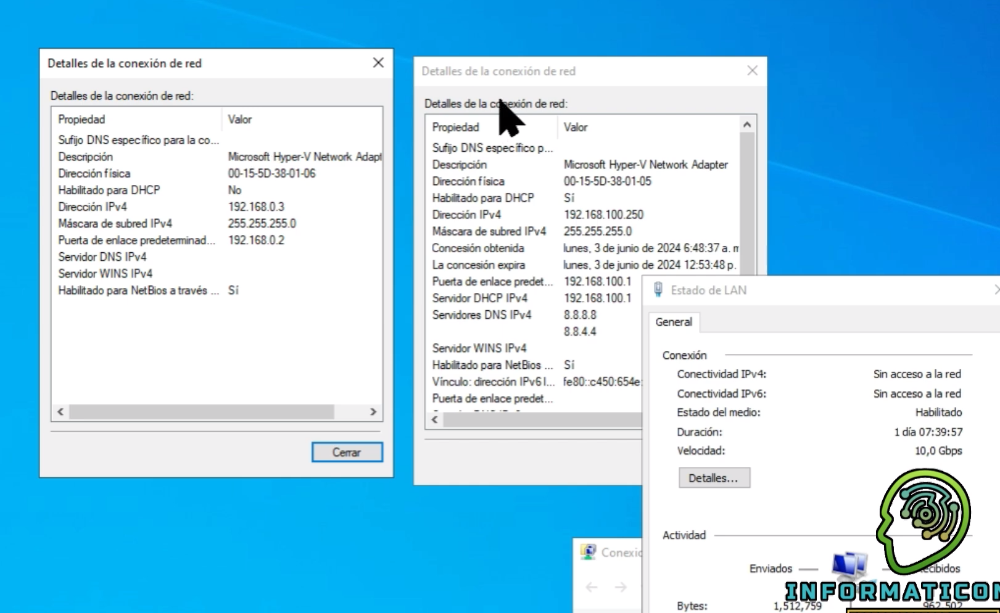 Detalles de la conexión de red
Detalles de la conexión de red:
Propiedad Valor
Sufijo DNS específico para la co...
Descripción Microsoft Hyper-V Network Adapt
Dirección física 00-15-5D-38-01-06
Habilitado para DHCP No
Dirección IPv4 192.168.0.3
Máscara de subred IPv4 255.255.255.0
Puerta de enlace predeterminad... 192.168.0.2
Servidor DNS IPv4
Servidor WINS IPv4
Habilitado para NetBios a través ... Sí
Cerrar
Detalles de la conexión de red
Detalles de la conexión de red:
Propiedad Valor
Sufijo DNS específico p...
Descripción Microsoft Hyper-V Network Adapter
Dirección física 00-15-5D-38-01-05
Habilitado para DHCP Sí
Dirección IPv4 192.168.100.250
Máscara de subred IPv4 255.255.255.0
Concesión obtenida lunes, 3 de junio de 2024 6:48:37 a. m
La concesión expira lunes, 3 de junio de 2024 12:53:48 p.
Puerta de enlace predet... 192.168.100.1
Servidor DHCP IPv4 192.168.100.1
Servidores DNS IPv4 8.8.8.8
8.8.4.4
Servidor WINS IPv4
Habilitado para NetBios ... Sí
Vínculo: dirección IPv6 l... fe80::c450:654e:
Puerta de enlace predet...
Estado de LAN
General
Conexión
Conectividad IPv4: Sin acceso a la red
Conectividad IPv6: Sin acceso a la red
Estado del medio: Habilitado
Duración: 1 día 07:39:57
Velocidad: 10,0 Gbps
Detalles...
Actividad
Enviados — ecibidos
Bytes: 1,512,759 962,502
Conexio
INFORMATICON